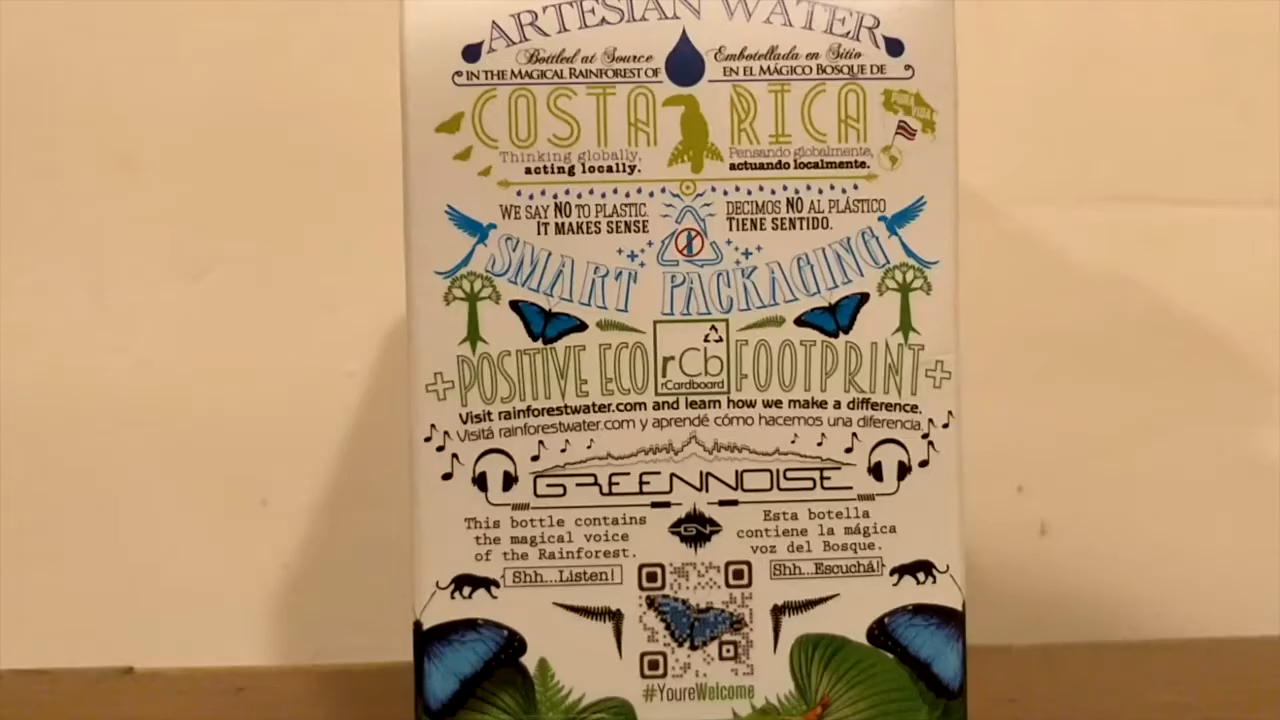 ARTESIAN WATER
Bottled at Source
IN THE MAGICAL RAINFOREST OF
Embotellada en Sitio
EN EL MÁGICO BOSQUE DE
COSTA RICA
PURA VIDA
Thinking globally,
acting locally.
Pensando globalmente,
actuando localmente.
WE SAY NO TO PLASTIC.
IT MAKES SENSE
DECIMOS NO AL PLÁSTICO
TIENE SENTIDO.
SMART PACKAGING
+POSITIVE ECO
rCb
rCardboard
FOOTPRINT+
Visit rainforestwater.com and learn how we make a difference.
Visitá rainforestwater.com y aprendé cómo hacemos una diferencia.
GREENNOISE
This bottle contains
the magical voice
of the Rainforest.
Shh...Listen!
GN
Esta botella
contiene la mágica
voz del Bosque.
Shh...Escuchá!
#YoureWelcome